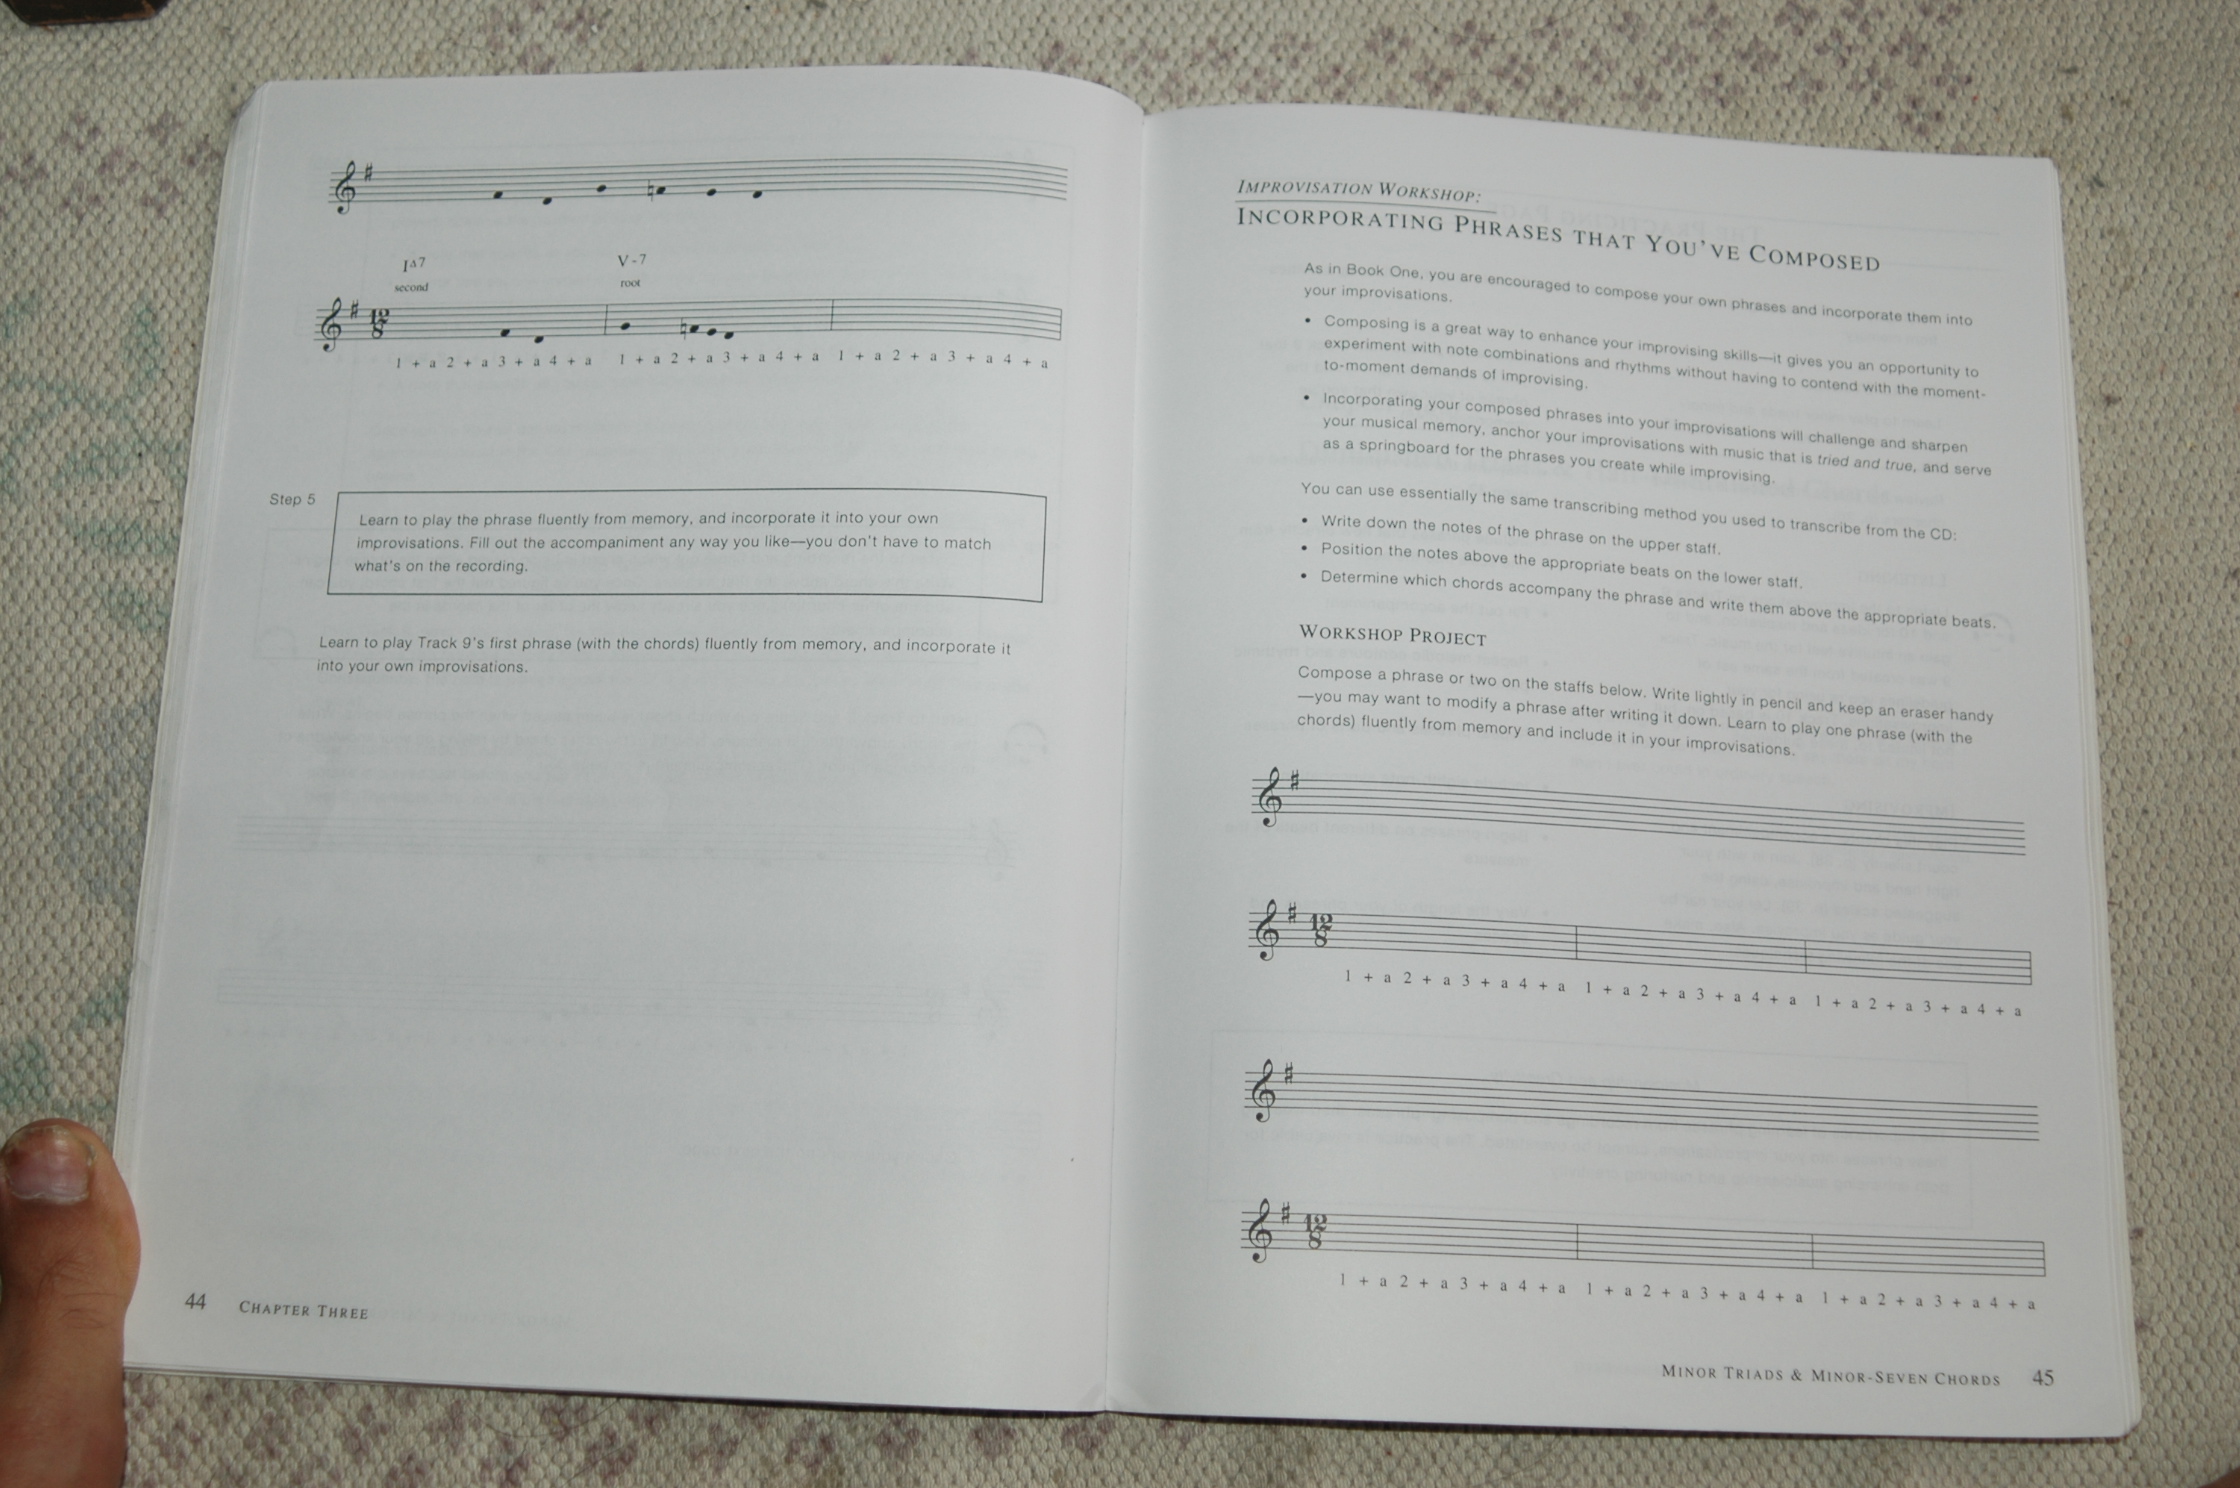 I△7
V-7
second
root
12
8
1 + a 2 + a 3 + a 4 + a 1 + a 2 + a 3 + a 4 + a 1 + a 2 + a 3 + a 4 + a
Step 5
Learn to play the phrase fluently from memory, and incorporate it into your own
improvisations. Fill out the accompaniment any way you like—you don't have to match
what's on the recording.
Learn to play Track 9's first phrase (with the chords) fluently from memory, and incorporate it
into your own improvisations.
44 CHAPTER THREE
IMPROVISATION WORKSHOP:
INCORPORATING PHRASES THAT YOU'VE COMPOSED
As in Book One, you are encouraged to compose your own phrases and incorporate them into
your improvisations.
• Composing is a great way to enhance your improvising skills—it gives you an opportunity to
experiment with note combinations and rhythms without having to contend with the moment-
to-moment demands of improvising.
• Incorporating your composed phrases into your improvisations will challenge and sharpen
your musical memory, anchor your improvisations with music that is tried and true, and serve
as a springboard for the phrases you create while improvising.
You can use essentially the same transcribing method you used to transcribe from the CD:
• Write down the notes of the phrase on the upper staff.
• Position the notes above the appropriate beats on the lower staff.
• Determine which chords accompany the phrase and write them above the appropriate beats.
WORKSHOP PROJECT
Compose a phrase or two on the staffs below. Write lightly in pencil and keep an eraser handy
—you may want to modify a phrase after writing it down. Learn to play one phrase (with the
chords) fluently from memory and include it in your improvisations.
12
8
1 + a 2 + a 3 + a 4 + a 1 + a 2 + a 3 + a 4 + a 1 + a 2 + a 3 + a 4 + a
12
8
1 + a 2 + a 3 + a 4 + a 1 + a 2 + a 3 + a 4 + a 1 + a 2 + a 3 + a 4 + a
MINOR TRIADS & MINOR-SEVEN CHORDS 45